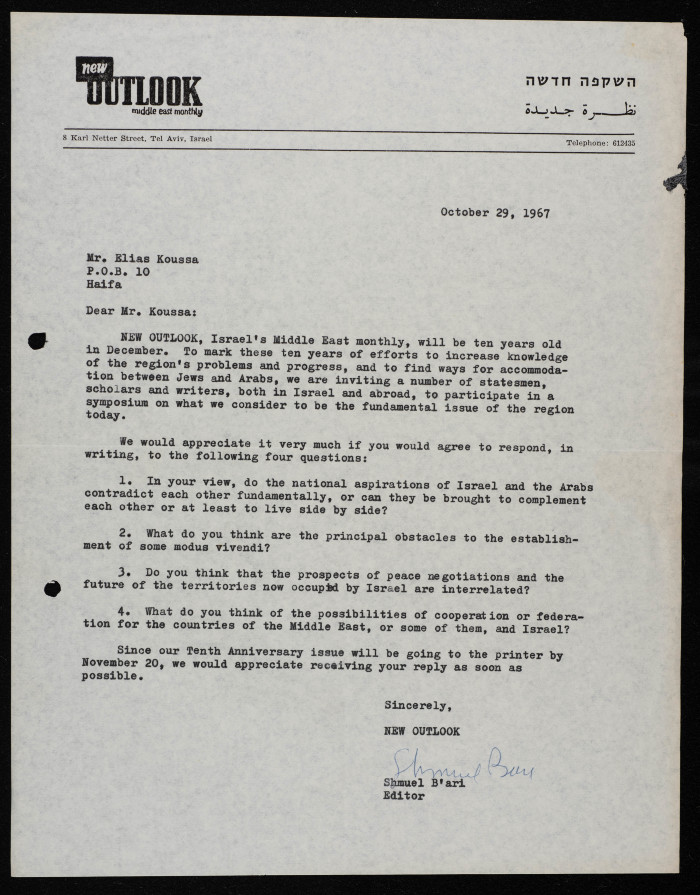 new
OUTLOOK
middle east monthly
השקפה חדשה
نظــرة جديدة
8 Karl Netter Street, Tel Aviv, Israel
Telephone: 612435
October 29, 1967
Mr. Elias Koussa
P.O.B. 10
Haifa
Dear Mr. Koussa:
NEW OUTLOOK, Israel's Middle East monthly, will be ten years old
in December. To mark these ten years of efforts to increase knowledge
of the region's problems and progress, and to find ways for accommoda-
tion between Jews and Arabs, we are inviting a number of statesmen,
scholars and writers, both in Israel and abroad, to participate in a
symposium on what we consider to be the fundamental issue of the region
today.
We would appreciate it very much if you would agree to respond, in
writing, to the following four questions:
1. In your view, do the national aspirations of Israel and the Arabs
contradict each other fundamentally, or can they be brought to complement
each other or at least to live side by side?
2. What do you think are the principal obstacles to the establish-
ment of some modus vivendi?
3. Do you think that the prospects of peace negotiations and the
future of the territories now occupid by Israel are interrelated?
4. What do you think of the possibilities of cooperation or federa-
tion for the countries of the Middle East, or some of them, and Israel?
Since our Tenth Anniversary issue will be going to the printer by
November 20, we would appreciate receiving your reply as soon as
possible.
Sincerely,
NEW OUTLOOK
Shmuel Bari
Shmuel B'ari
Editor